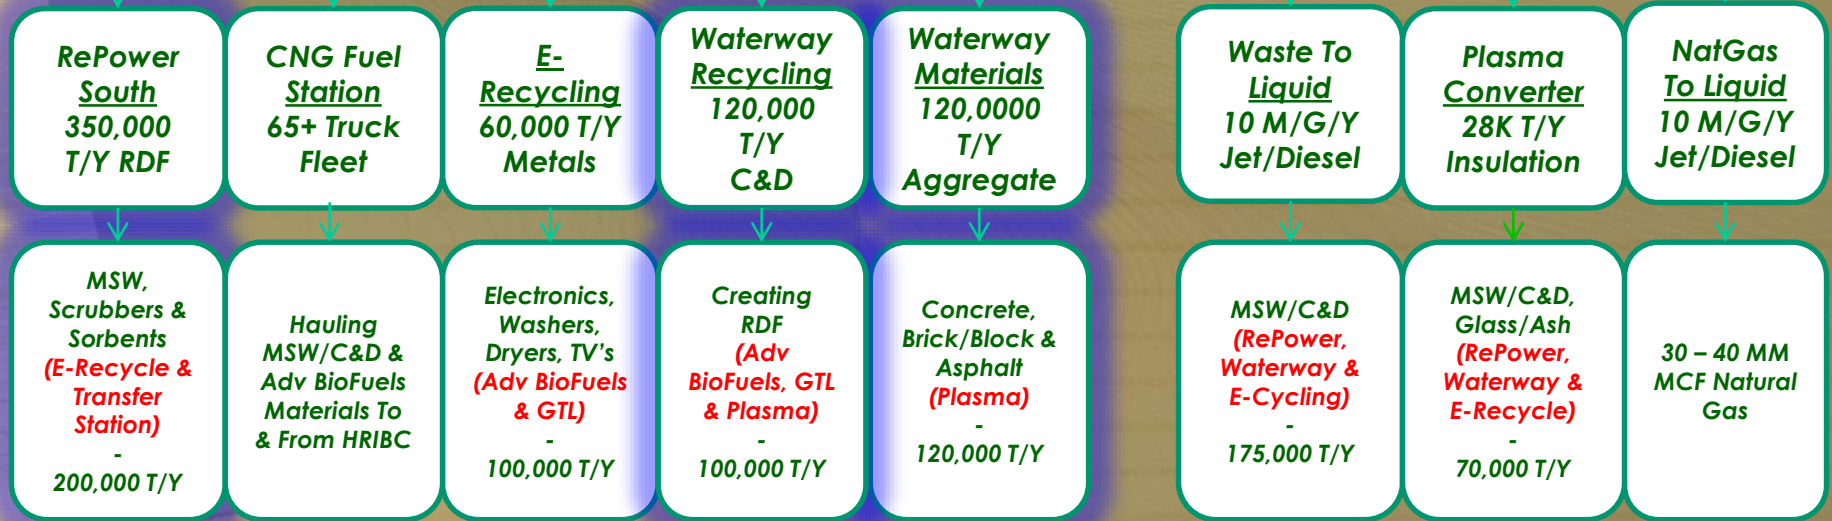 RePower
South
350,000
T/Y RDF
CNG Fuel
Station
65+ Truck
Fleet
E-
Recycling
60,000 T/Y
Metals
Waterway
Recycling
120,000
T/Y
C&D
Waterway
Materials
120,0000
T/Y
Aggregate
Waste To
Liquid
10 M/G/Y
Jet/Diesel
Plasma
Converter
28K T/Y
Insulation
NatGas
To Liquid
10 M/G/Y
Jet/Diesel
MSW,
Scrubbers &
Sorbents
(E-Recycle &
Transfer
Station)
-
200,000 T/Y
Hauling
MSW/C&D &
Adv BioFuels
Materials To
& From HRIBC
Electronics,
Washers,
Dryers, TV's
(Adv BioFuels
& GTL)
-
100,000 T/Y
Creating
RDF
(Adv
BioFuels, GTL
& Plasma)
-
100,000 T/Y
Concrete,
Brick/Block &
Asphalt
(Plasma)
-
120,000 T/Y
MSW/C&D
(RePower,
Waterway &
E-Cycling)
-
175,000 T/Y
MSW/C&D,
Glass/Ash
(RePower,
Waterway &
E-Recycle)
-
70,000 T/Y
30 – 40 MM
MCF Natural
Gas